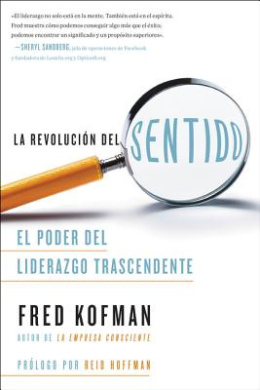 «El liderazgo no solo está en la mente. También está en el espíritu.
Fred muestra cómo podemos conseguir algo más que el éxito;
podemos encontrar un significado y un propósito superiores».
—SHERYL SANDBERG, jefa de operaciones de Facebook
y fundadora de LeanIn.org y OptionB.org
LA REVOLUCIÓN DEL
SENTIDO
EL PODER DEL
LIDERAZGO TRASCENDENTE
FRED KOFMAN
AUTOR DE LA EMPRESA CONSCIENTE
PRÓLOGO POR REID HOFFMAN